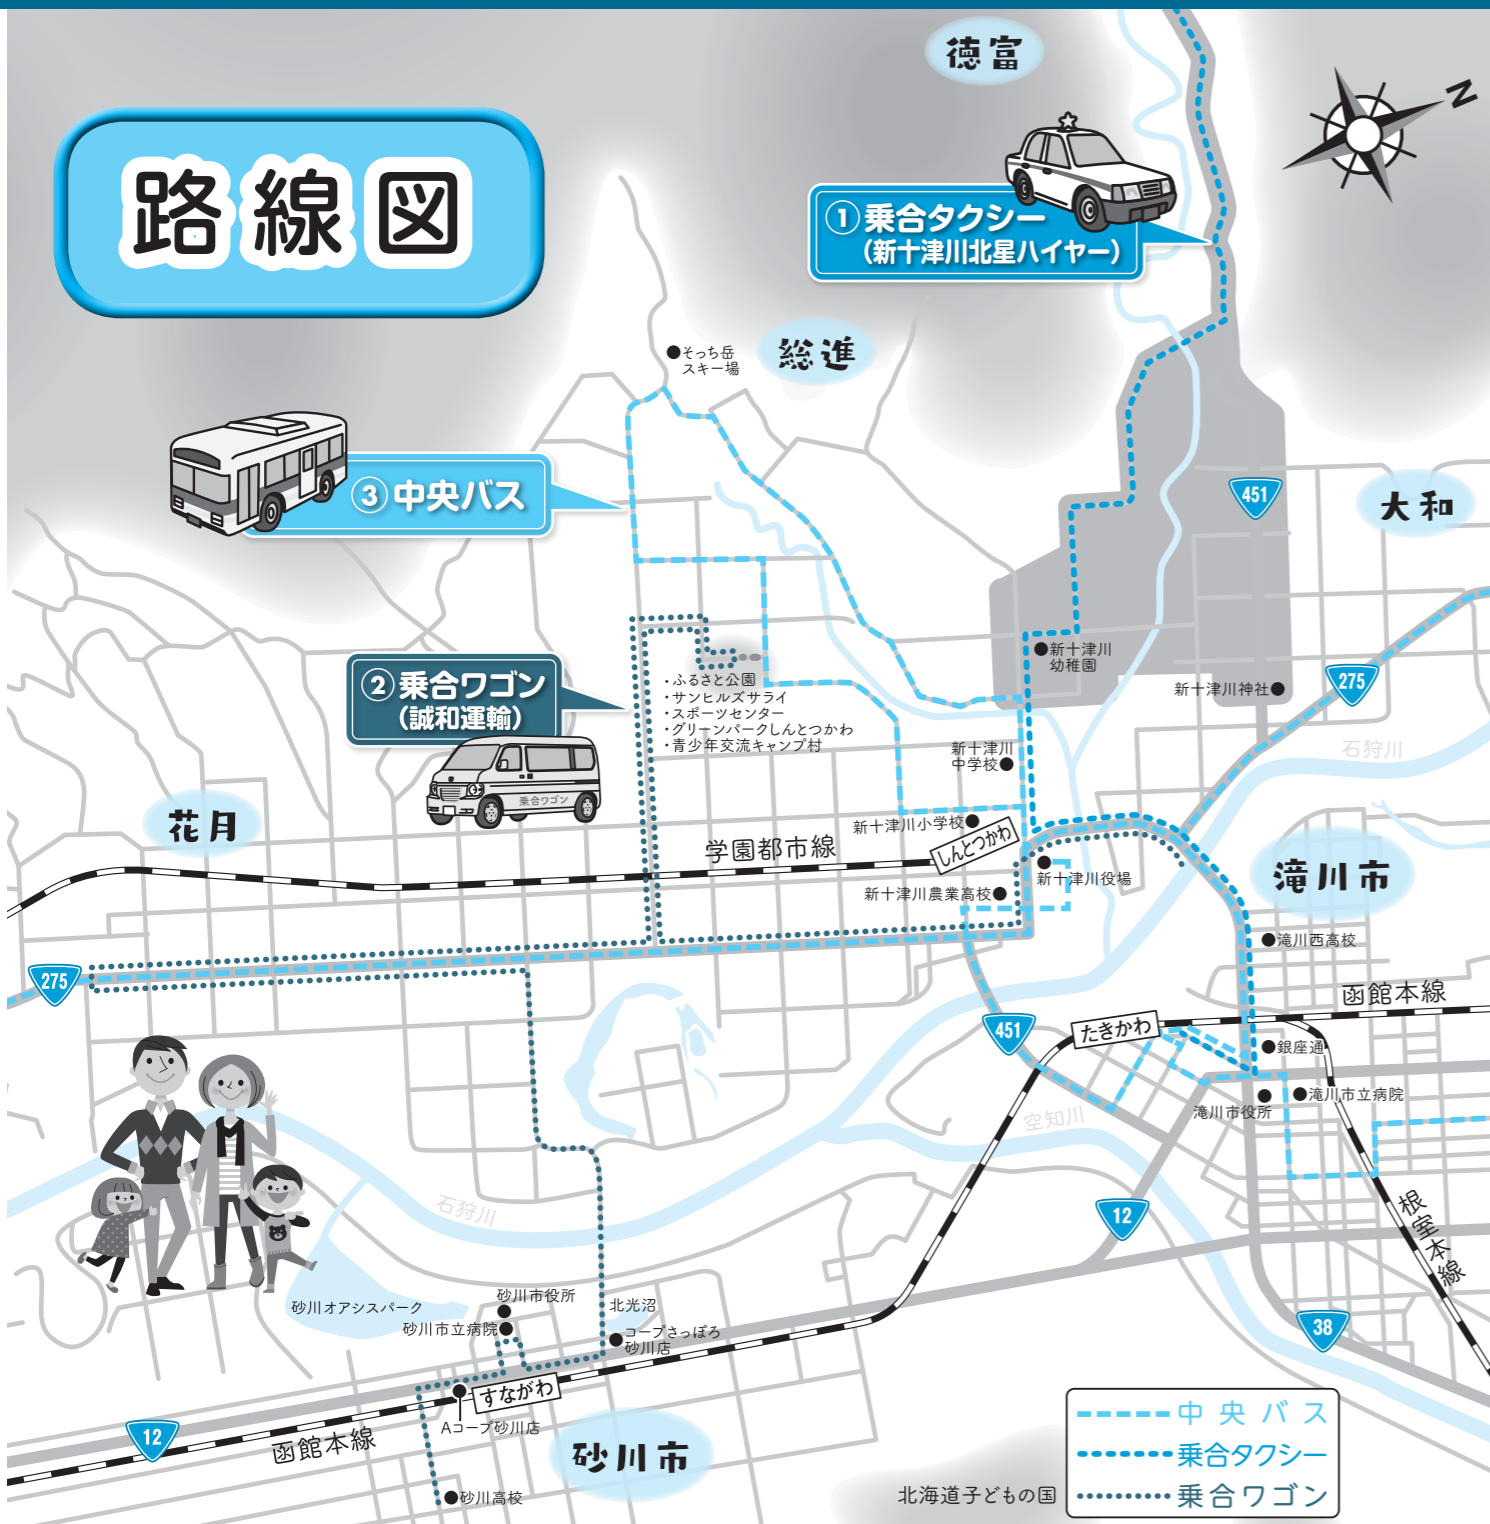 徳富
N
路線図
①乗合タクシー
(新十津川北星ハイヤー)
そっち岳
スキー場
総進
③中央バス
451
大和
新十津川
幼稚園
②乗合ワゴン
(誠和運輸)
・ふるさと公園
・サンヒルズサライ
・スポーツセンター
・グリーンパークしんとつかわ
・青少年交流キャンプ村
新十津川神社
275
石狩川
新十津川
中学校
乗合ワゴン
花月
新十津川小学校
学園都市線
しんとつかわ
新十津川役場
滝川市
新十津川農業高校
滝川西高校
275
函館本線
451
たきかわ
銀座通
滝川市立病院
滝川市役所
空知川
石狩川
12
根室本線
砂川オアシスパーク
砂川市役所
北光沼
砂川市立病院
コープさっぽろ
砂川店
38
すながわ
Aコープ砂川店
12
函館本線
砂川市
砂川高校
北海道子どもの国
中央バス
乗合タクシー
乗合ワゴン